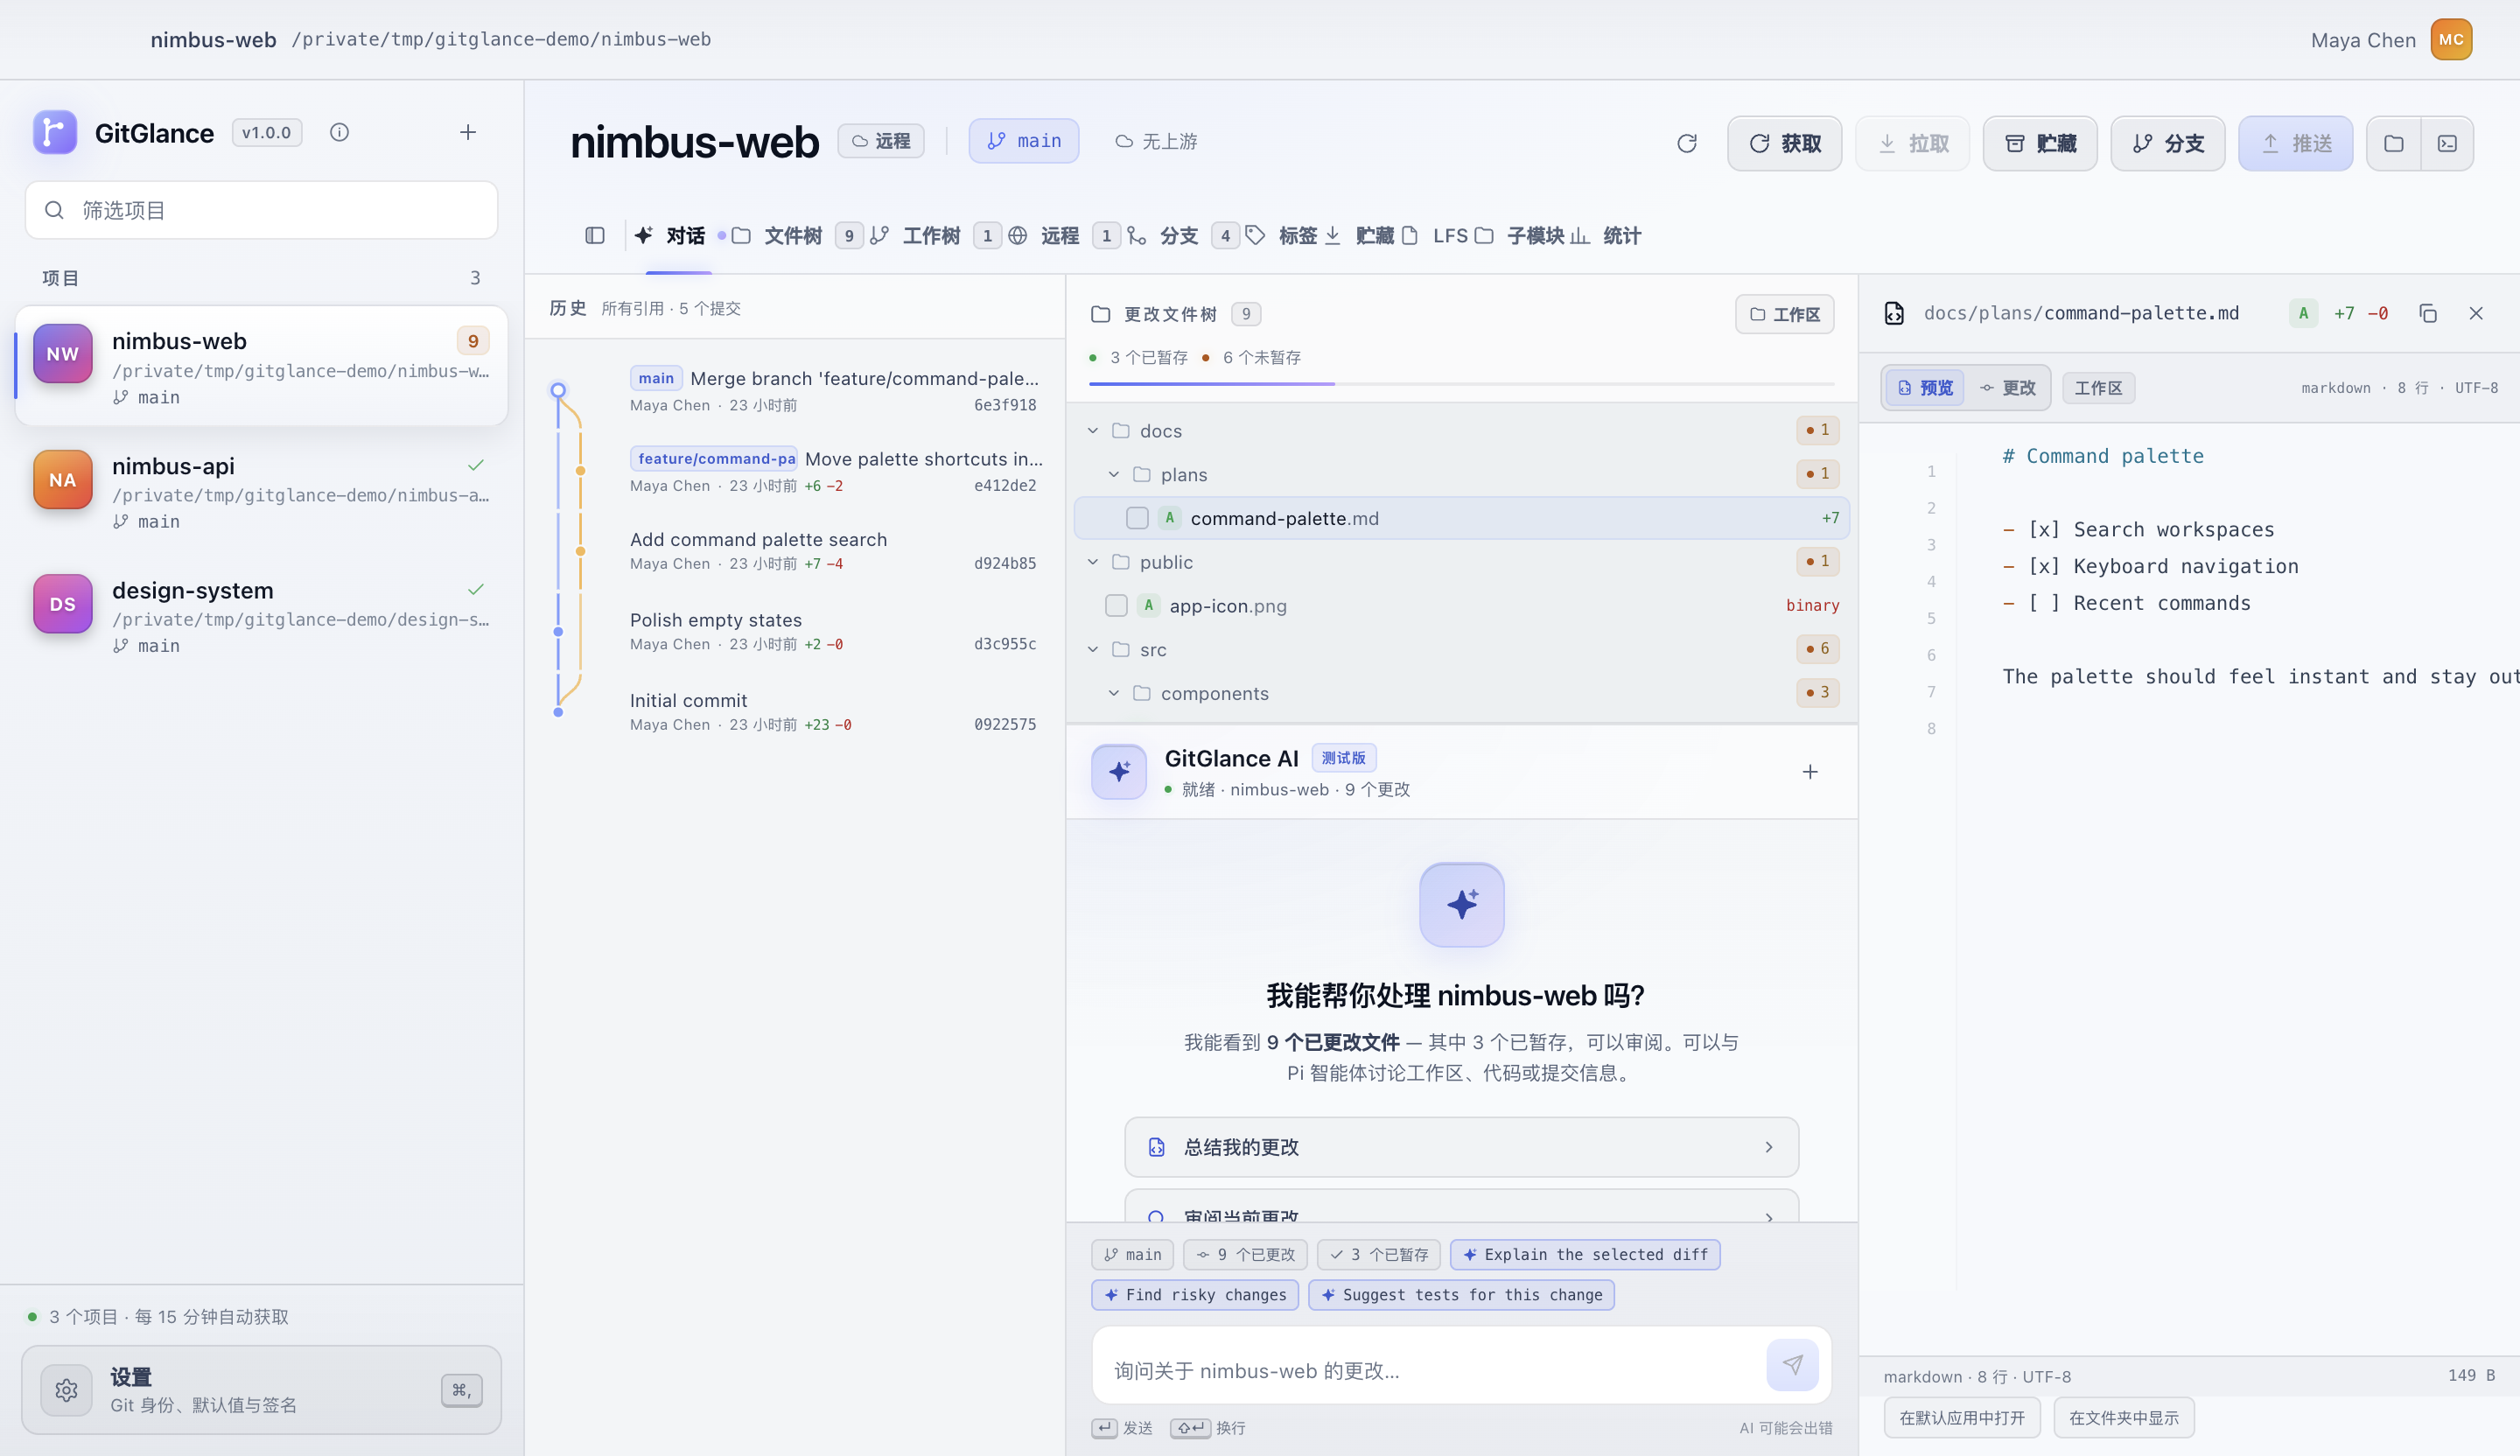 nimbus-web /private/tmp/gitglance-demo/nimbus-web
Maya Chen MC
GitGlance v1.0.0
筛选项目
项目 3
NW nimbus-web 9
/private/tmp/gitglance-demo/nimbus-w…
main
NA nimbus-api
/private/tmp/gitglance-demo/nimbus-a…
main
DS design-system
/private/tmp/gitglance-demo/design-s…
main
3 个项目 · 每 15 分钟自动获取
设置
Git 身份、默认值与签名
⌘,
nimbus-web 远程 main 无上游
获取 拉取 贮藏 分支 推送
对话 文件树 9 工作树 1 远程 1 分支 4 标签 贮藏 LFS 子模块 统计
历史 所有引用 · 5 个提交
main Merge branch 'feature/command-pale…
Maya Chen · 23 小时前 6e3f918
feature/command-pa Move palette shortcuts in…
Maya Chen · 23 小时前 +6 −2 e412de2
Add command palette search
Maya Chen · 23 小时前 +7 −4 d924b85
Polish empty states
Maya Chen · 23 小时前 +2 −0 d3c955c
Initial commit
Maya Chen · 23 小时前 +23 −0 0922575
更改文件树 9 工作区
3 个已暂存 6 个未暂存
docs 1
plans 1
A command-palette.md +7
public 1
A app-icon.png binary
src 6
components 3
GitGlance AI 测试版
就绪 · nimbus-web · 9 个更改
我能帮你处理 nimbus-web 吗?
我能看到 9 个已更改文件 — 其中 3 个已暂存，可以审阅。可以与
Pi 智能体讨论工作区、代码或提交信息。
总结我的更改
审阅当前更改
main 9 个已更改 3 个已暂存 Explain the selected diff
Find risky changes Suggest tests for this change
询问关于 nimbus-web 的更改…
发送 换行 AI 可能会出错
docs/plans/command-palette.md A +7 −0
预览 更改 工作区 markdown · 8 行 · UTF-8
1 # Command palette
2
3 – [x] Search workspaces
4 – [x] Keyboard navigation
5 – [ ] Recent commands
6
7 The palette should feel instant and stay out
8
markdown · 8 行 · UTF-8 149 B
在默认应用中打开 在文件夹中显示